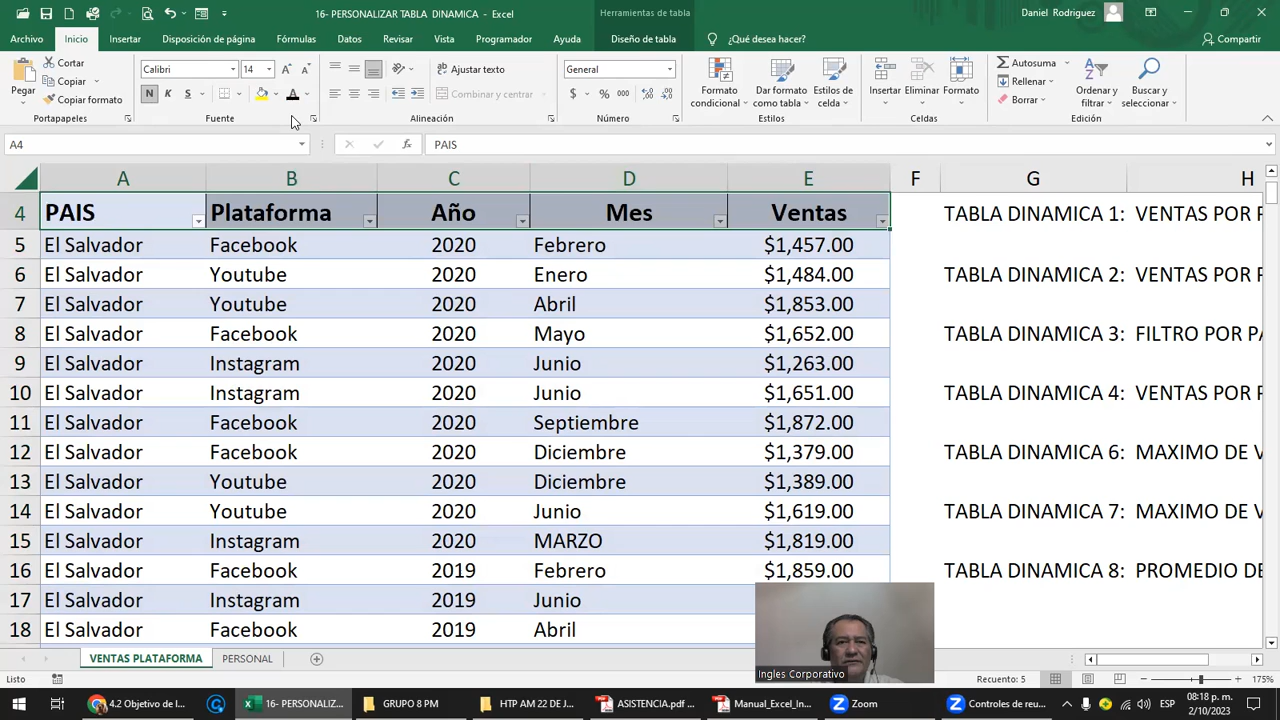 16- PERSONALIZAR TABLA DINAMICA - Excel
Herramientas de tabla
Daniel Rodriguez
Archivo Inicio Insertar Disposición de página Fórmulas Datos Revisar Vista Programador Ayuda Diseño de tabla ¿Qué desea hacer? Compartir
Pegar
Cortar
Copiar
Copiar formato
Portapapeles
Calibri 14
N K S
Fuente
Ajustar texto
Combinar y centrar
Alineación
General
$ % 000
Número
Formato condicional
Dar formato como tabla
Estilos de celda
Estilos
Insertar Eliminar Formato
Celdas
Autosuma
Rellenar
Borrar
Ordenar y filtrar
Buscar y seleccionar
Edición
A4 fx PAIS
A B C D E F G H
4 PAIS Plataforma Año Mes Ventas TABLA DINAMICA 1: VENTAS POR
5 El Salvador Facebook 2020 Febrero $1,457.00
6 El Salvador Youtube 2020 Enero $1,484.00 TABLA DINAMICA 2: VENTAS POR
7 El Salvador Youtube 2020 Abril $1,853.00
8 El Salvador Facebook 2020 Mayo $1,652.00 TABLA DINAMICA 3: FILTRO POR PA
9 El Salvador Instagram 2020 Junio $1,263.00
10 El Salvador Instagram 2020 Junio $1,651.00 TABLA DINAMICA 4: VENTAS POR
11 El Salvador Facebook 2020 Septiembre $1,872.00
12 El Salvador Facebook 2020 Diciembre $1,379.00 TABLA DINAMICA 6: MAXIMO DE V
13 El Salvador Youtube 2020 Diciembre $1,389.00
14 El Salvador Youtube 2020 Junio $1,619.00 TABLA DINAMICA 7: MAXIMO DE V
15 El Salvador Instagram 2020 MARZO $1,819.00
16 El Salvador Facebook 2019 Febrero $1,859.00 TABLA DINAMICA 8: PROMEDIO DE
17 El Salvador Instagram 2019 Junio
18 El Salvador Facebook 2019 Abril
Ingles Corporativo
VENTAS PLATAFORMA PERSONAL
Listo Recuento: 5 175%
4.2 Objetivo de l... 16- PERSONALIZ... GRUPO 8 PM HTP AM 22 DE J... ASISTENCIA.pdf ... Manual_Excel_In... Zoom Controles de reu... ESP
08:18 p. m.
2/10/2023